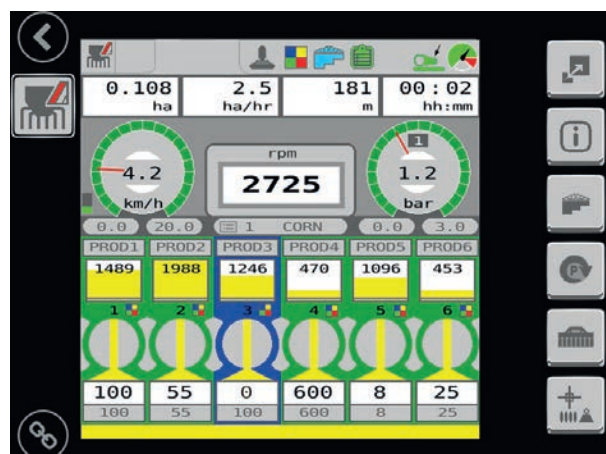 0.108 2.5 181 00:02
ha ha/hr m hh:mm
rpm
1
4.2 2725 1.2
km/h bar
0.0 20.0 1 CORN 0.0 3.0
PROD1 PROD2 PROD3 PROD4 PROD5 PROD6
1489 1988 1246 470 1096 453
1 2 3 4 5 6
100 55 0 600 8 25
100 55 100 600 8 25
i
P